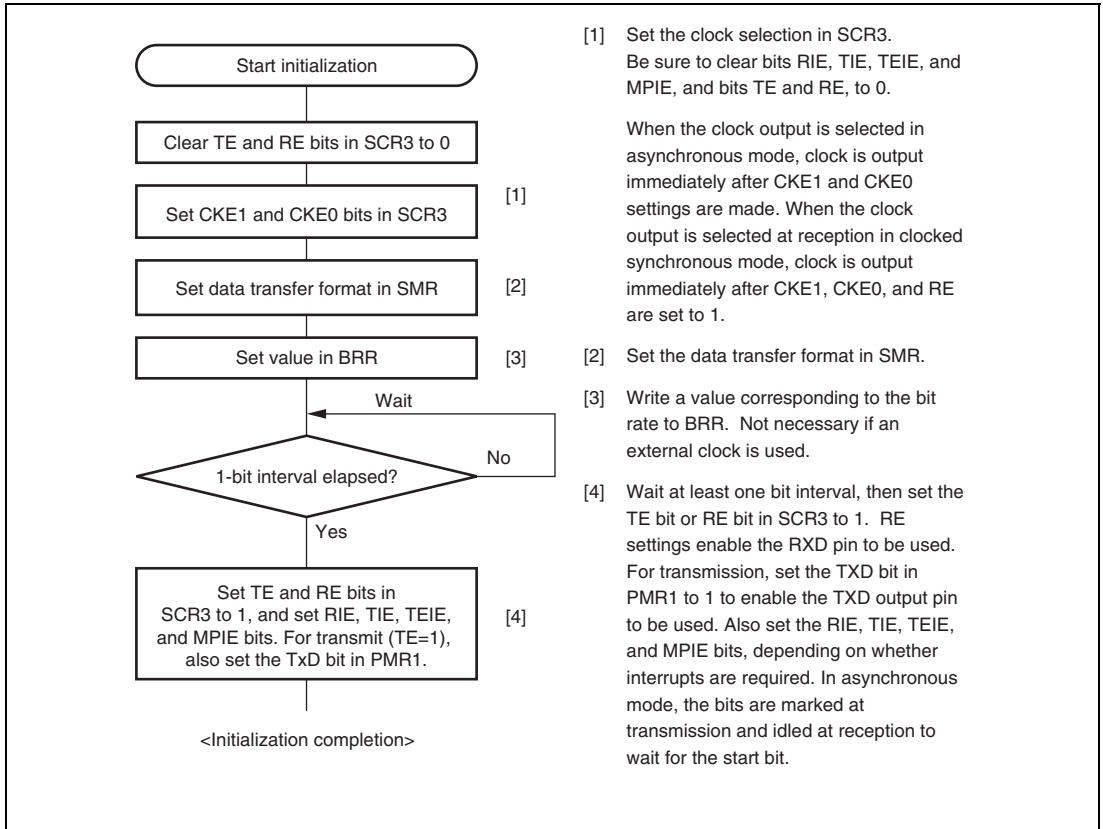 Start initialization
Clear TE and RE bits in SCR3 to 0
Set CKE1 and CKE0 bits in SCR3
[1]
Set data transfer format in SMR
[2]
Set value in BRR
[3]
Wait
1-bit interval elapsed?
No
Yes
Set TE and RE bits in
SCR3 to 1, and set RIE, TIE, TEIE,
and MPIE bits. For transmit (TE=1),
also set the TxD bit in PMR1.
[4]
<Initialization completion>
[1] Set the clock selection in SCR3.
Be sure to clear bits RIE, TIE, TEIE, and
MPIE, and bits TE and RE, to 0.
When the clock output is selected in
asynchronous mode, clock is output
immediately after CKE1 and CKE0
settings are made. When the clock
output is selected at reception in clocked
synchronous mode, clock is output
immediately after CKE1, CKE0, and RE
are set to 1.
[2] Set the data transfer format in SMR.
[3] Write a value corresponding to the bit
rate to BRR. Not necessary if an
external clock is used.
[4] Wait at least one bit interval, then set the
TE bit or RE bit in SCR3 to 1. RE
settings enable the RXD pin to be used.
For transmission, set the TXD bit in
PMR1 to 1 to enable the TXD output pin
to be used. Also set the RIE, TIE, TEIE,
and MPIE bits, depending on whether
interrupts are required. In asynchronous
mode, the bits are marked at
transmission and idled at reception to
wait for the start bit.